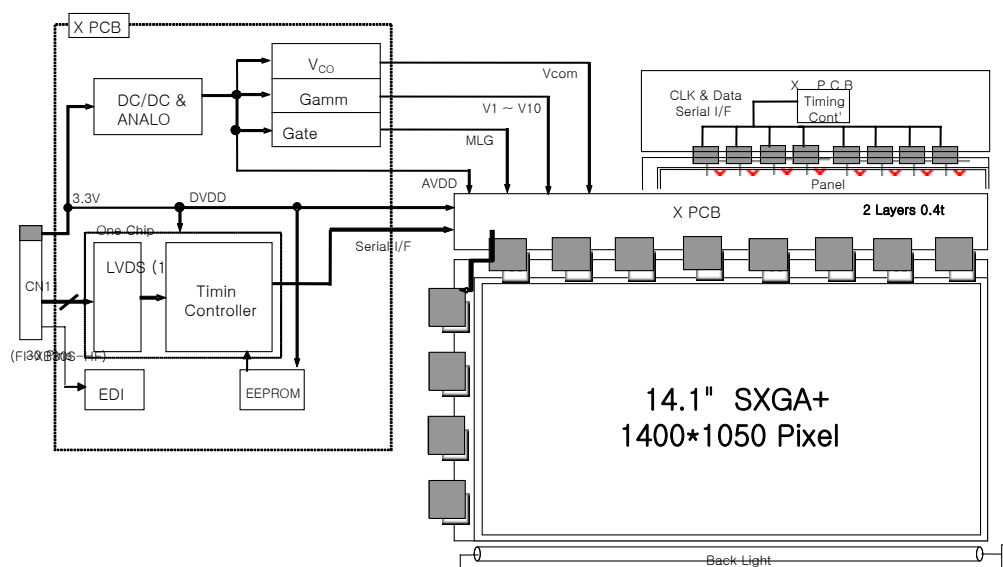 X PCB
VCO
Gamm
Gate
DC/DC &
ANALO
Vcom
V1 ~ V10
MLG
AVDD
X PCB
CLK & Data
Serial I/F
Timing
Cont'
Panel
3.3V
DVDD
X PCB
2 Layers 0.4t
One Chip
Serial I/F
LVDS (1
Timin
Controller
CN1
EDI
EEPROM
14.1" SXGA+
1400*1050 Pixel
Back Light